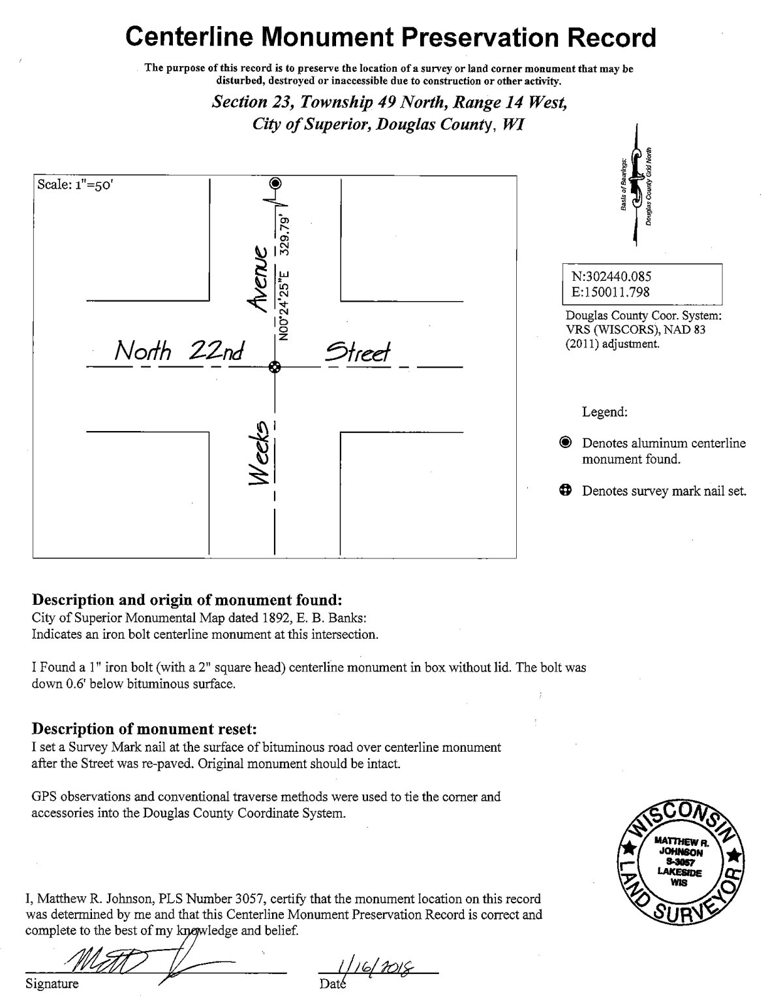 Centerline Monument Preservation Record
The purpose of this record is to preserve the location of a survey or land corner monument that may be
disturbed, destroyed or inaccessible due to construction or other activity.
Section 23, Township 49 North, Range 14 West,
City of Superior, Douglas County, WI
Basis of Bearings:
Douglas County Grid North
Scale: 1"=50'
N00°24'25"E 329.79'
Avenue
North 22nd Street
Weeks
N:302440.085
E:150011.798
Douglas County Coor. System:
VRS (WISCORS), NAD 83
(2011) adjustment.
Legend:
Denotes aluminum centerline
monument found.
Denotes survey mark nail set.
Description and origin of monument found:
City of Superior Monumental Map dated 1892, E. B. Banks:
Indicates an iron bolt centerline monument at this intersection.
I Found a 1" iron bolt (with a 2" square head) centerline monument in box without lid. The bolt was
down 0.6' below bituminous surface.
Description of monument reset:
I set a Survey Mark nail at the surface of bituminous road over centerline monument
after the Street was re-paved. Original monument should be intact.
GPS observations and conventional traverse methods were used to tie the corner and
accessories into the Douglas County Coordinate System.
WISCONSIN
MATTHEW R.
JOHNSON
S-3057
LAKESIDE
WIS
LAND SURVEYOR
I, Matthew R. Johnson, PLS Number 3057, certify that the monument location on this record
was determined by me and that this Centerline Monument Preservation Record is correct and
complete to the best of my knowledge and belief.
1/16/2018
Signature Date